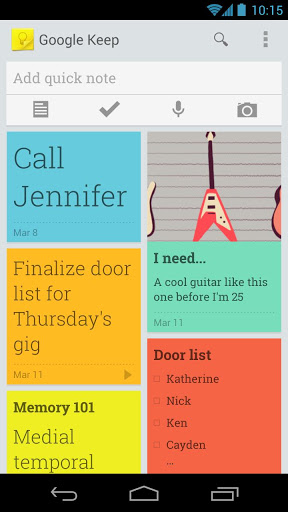 10:15
Google Keep
Add quick note
Call
Jennifer
Mar 8
Finalize door
list for
Thursday's
gig
Mar 11
Memory 101
Medial
temporal
I need...
A cool guitar like this
one before I'm 25
Mar 11
Door list
Katherine
Nick
Ken
Cayden
...